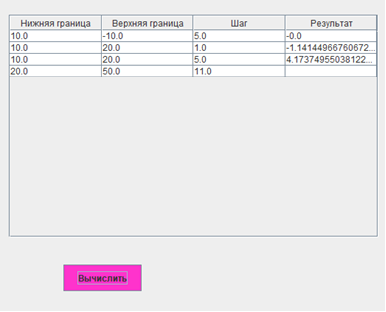 Нижняя граница Верхняя граница Шаг Результат
10.0 -10.0 5.0 -0.0
10.0 20.0 1.0 -1.14144966760672...
10.0 20.0 5.0 4.17374955038122...
20.0 50.0 11.0
Вычислить